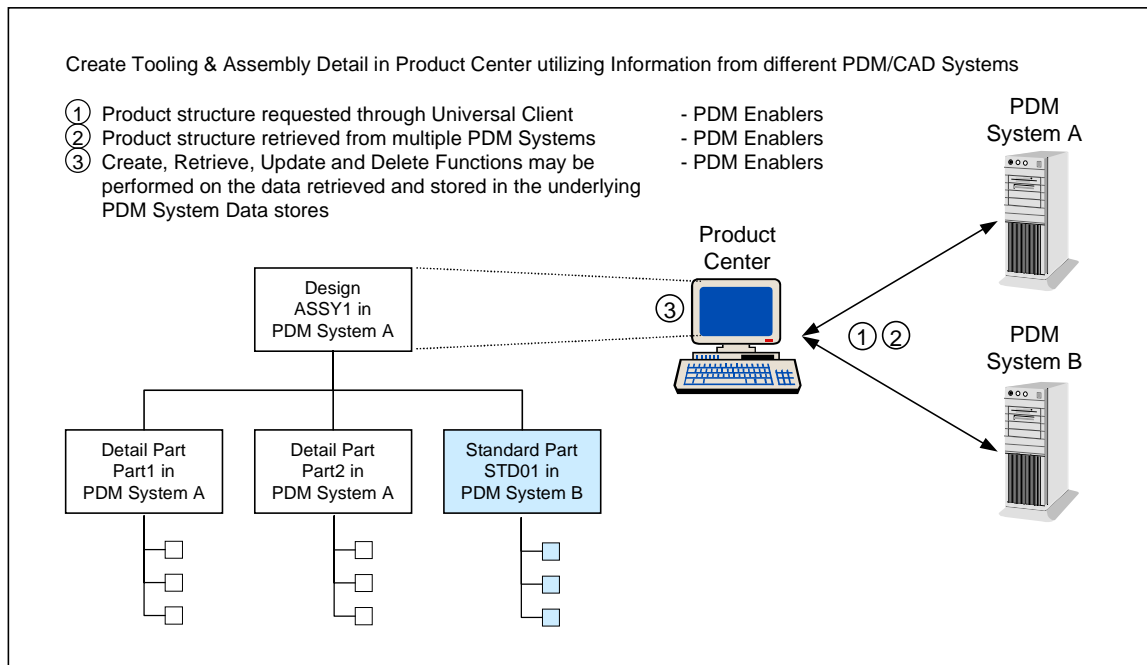 Create Tooling & Assembly Detail in Product Center utilizing Information from different PDM/CAD Systems
1 Product structure requested through Universal Client - PDM Enablers
2 Product structure retrieved from multiple PDM Systems - PDM Enablers
3 Create, Retrieve, Update and Delete Functions may be - PDM Enablers
performed on the data retrieved and stored in the underlying
PDM System Data stores
PDM
System A
Product
Center
3
1 2
Design
ASSY1 in
PDM System A
PDM
System B
Detail Part
Part1 in
PDM System A
Detail Part
Part2 in
PDM System A
Standard Part
STD01 in
PDM System B